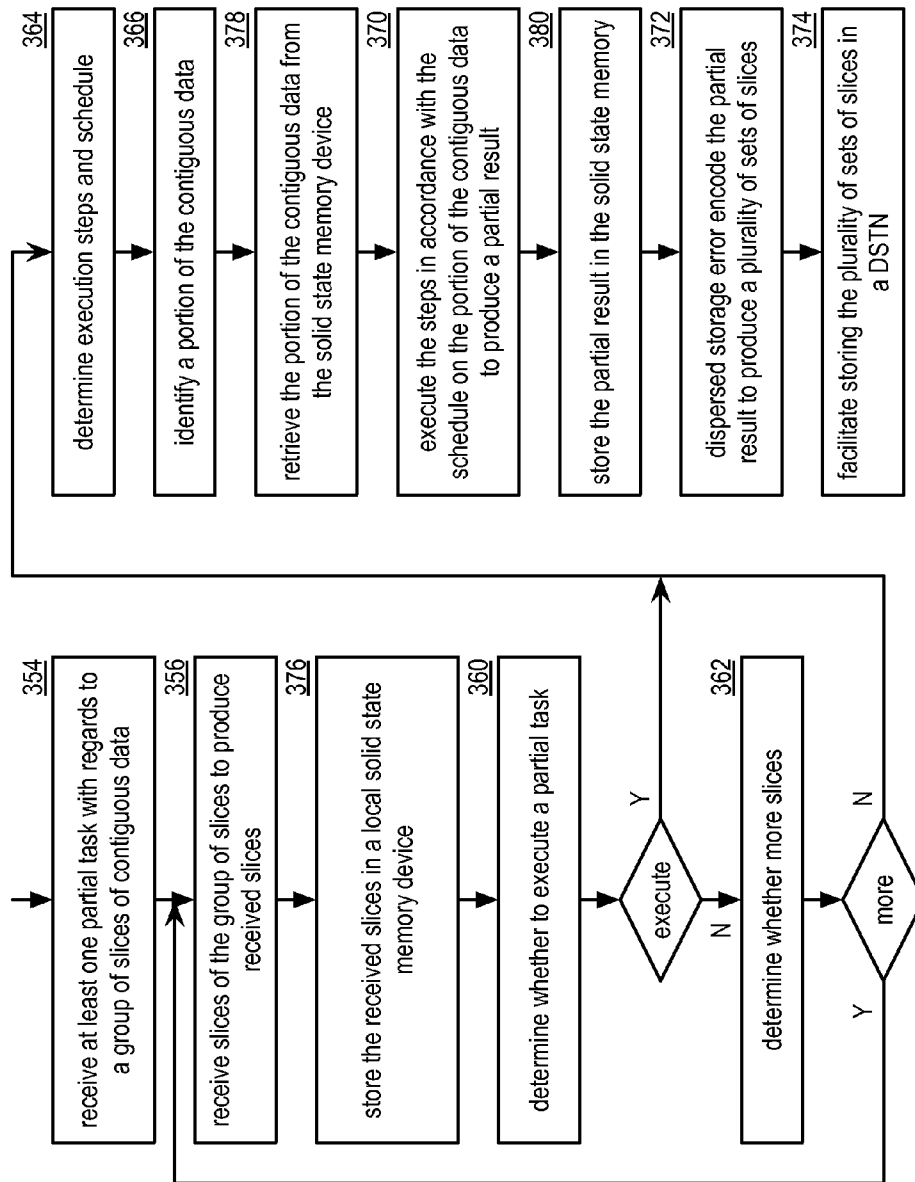 354
receive at least one partial task with regards to
a group of slices of contiguous data
356
receive slices of the group of slices to produce
received slices
376
store the received slices in a local solid state
memory device
360
determine whether to execute a partial task
execute
Y
N
362
determine whether more slices
more
Y
N
364
determine execution steps and schedule
366
identify a portion of the contiguous data
378
retrieve the portion of the contiguous data from
the solid state memory device
370
execute the steps in accordance with the
schedule on the portion of the contiguous data
to produce a partial result
380
store the partial result in the solid state memory
372
dispersed storage error encode the partial
result to produce a plurality of sets of slices
374
facilitate storing the plurality of sets of slices in
a DSTN